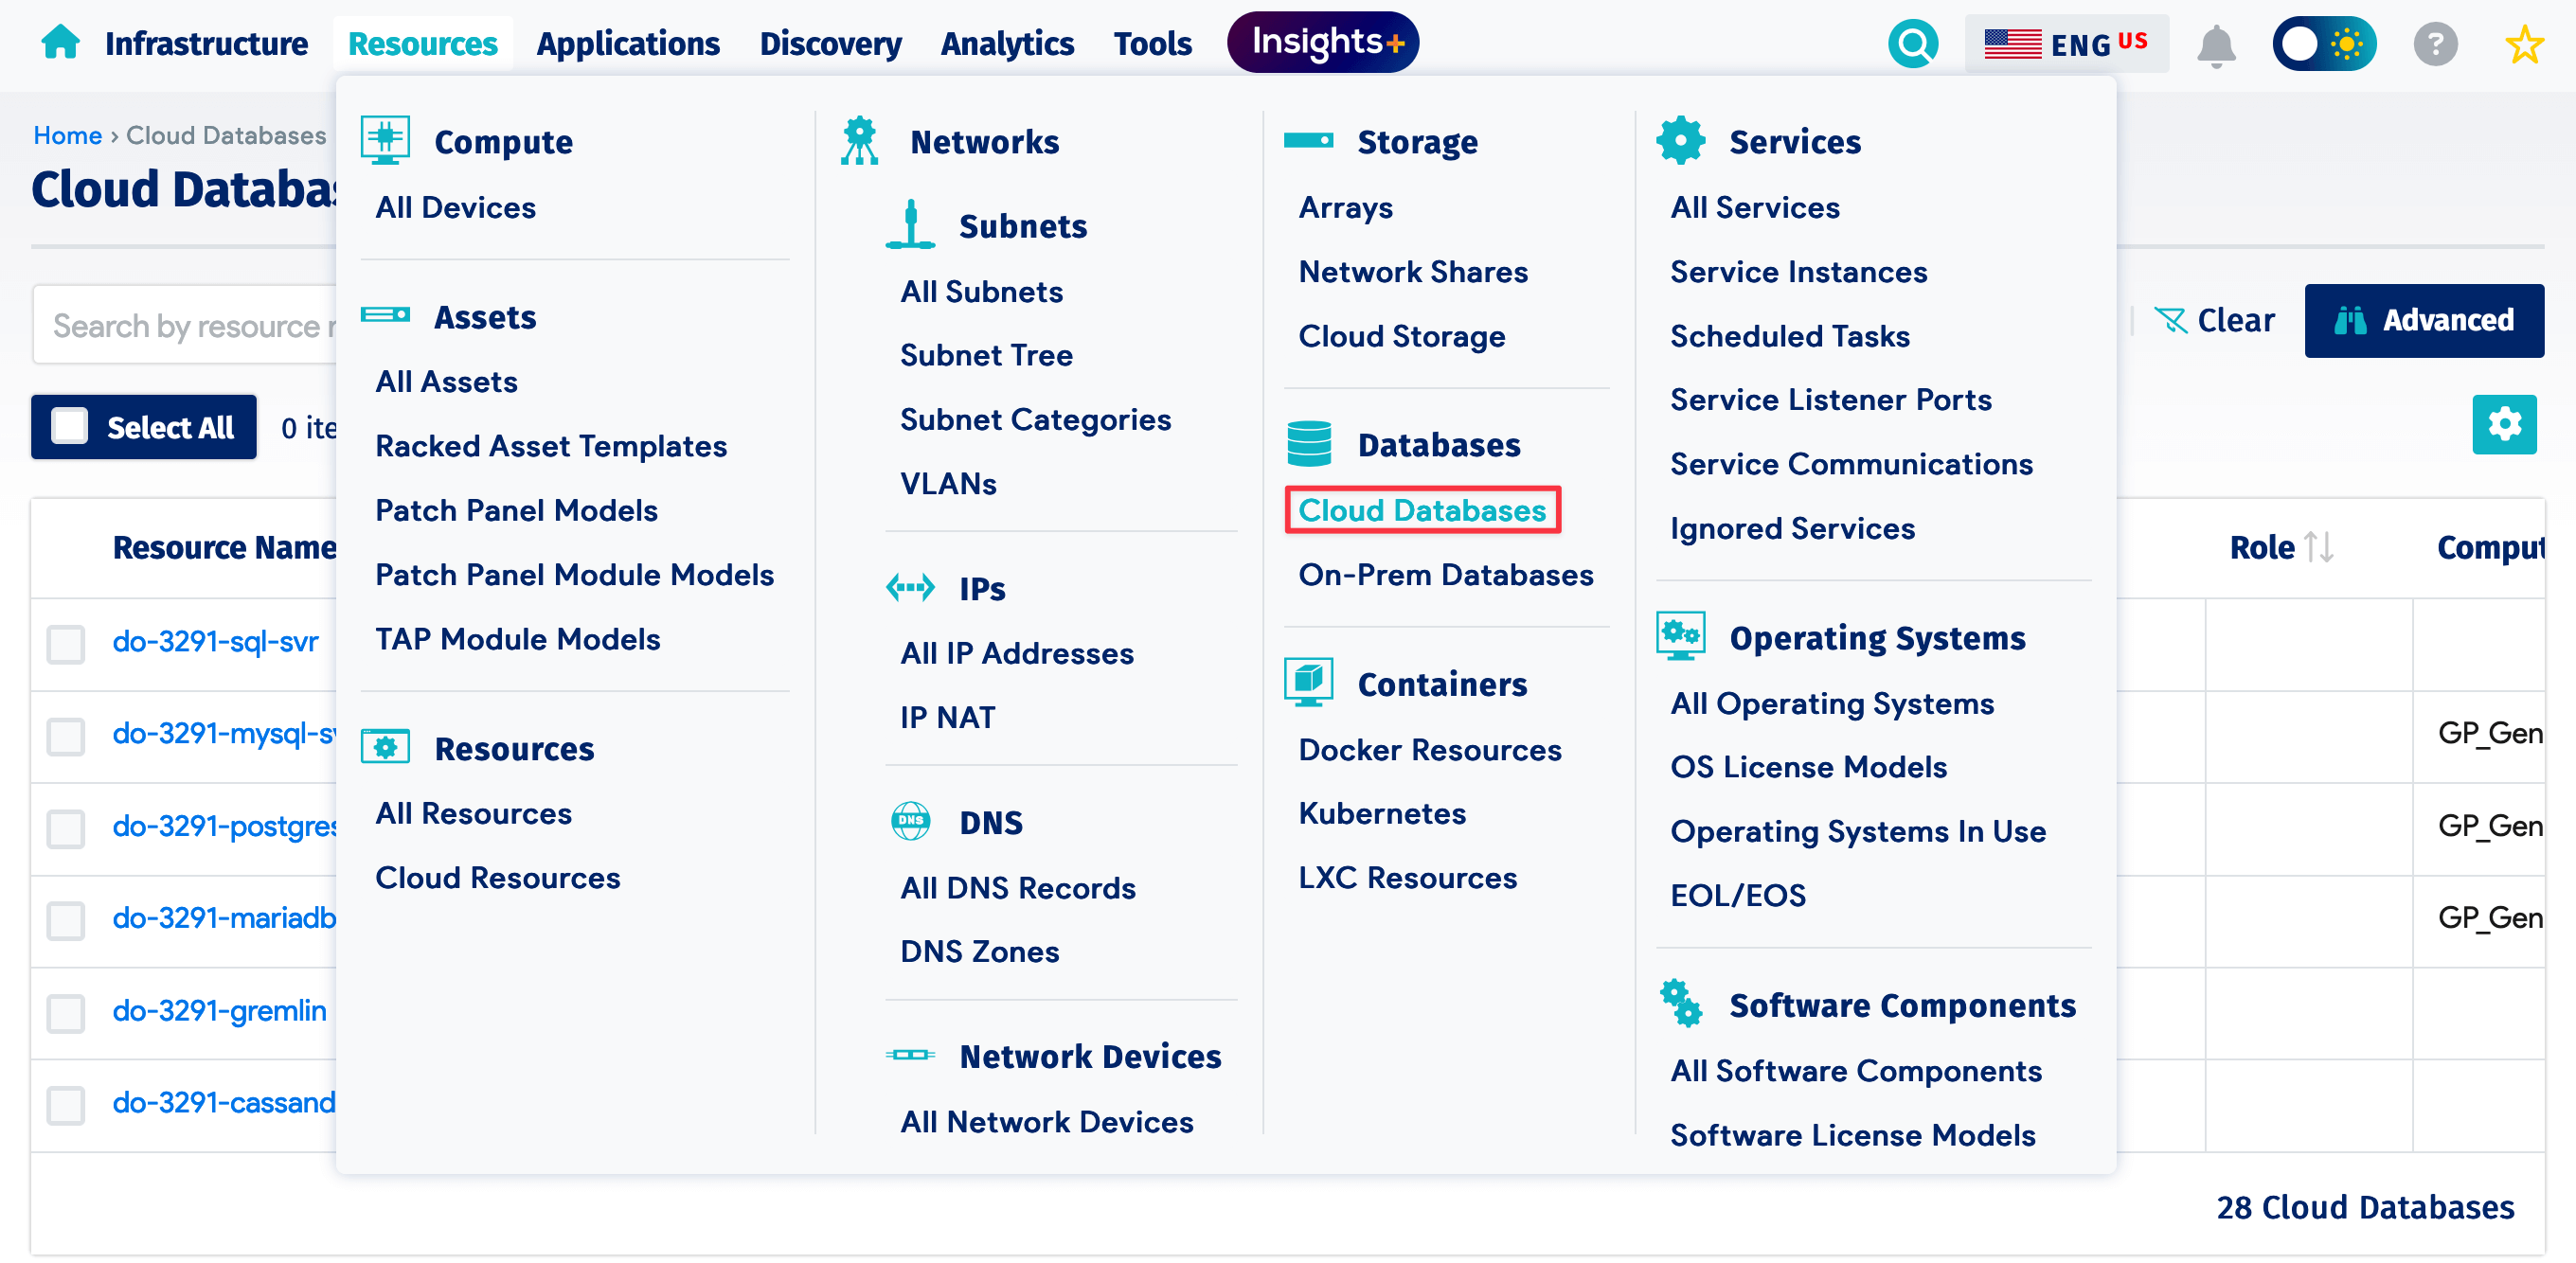 Infrastructure Resources Applications Discovery Analytics Tools Insights+ ENG US ?
Home › Cloud Databases
Cloud Databas
Search by resource r
Clear
Advanced
Select All
0 ite
Compute
All Devices
Assets
All Assets
Racked Asset Templates
Patch Panel Models
Patch Panel Module Models
TAP Module Models
Resources
All Resources
Cloud Resources
Networks
Subnets
All Subnets
Subnet Tree
Subnet Categories
VLANs
IPs
All IP Addresses
IP NAT
DNS
DNS
All DNS Records
DNS Zones
Network Devices
All Network Devices
Storage
Arrays
Network Shares
Cloud Storage
Databases
Cloud Databases
On-Prem Databases
Containers
Docker Resources
Kubernetes
LXC Resources
Services
All Services
Service Instances
Scheduled Tasks
Service Listener Ports
Service Communications
Ignored Services
Operating Systems
All Operating Systems
OS License Models
Operating Systems In Use
EOL/EOS
Software Components
All Software Components
Software License Models
Resource Name Role Comput
do-3291-sql-svr
do-3291-mysql-sv GP_Gen
do-3291-postgres GP_Gen
do-3291-mariadb GP_Gen
do-3291-gremlin
do-3291-cassand
28 Cloud Databases